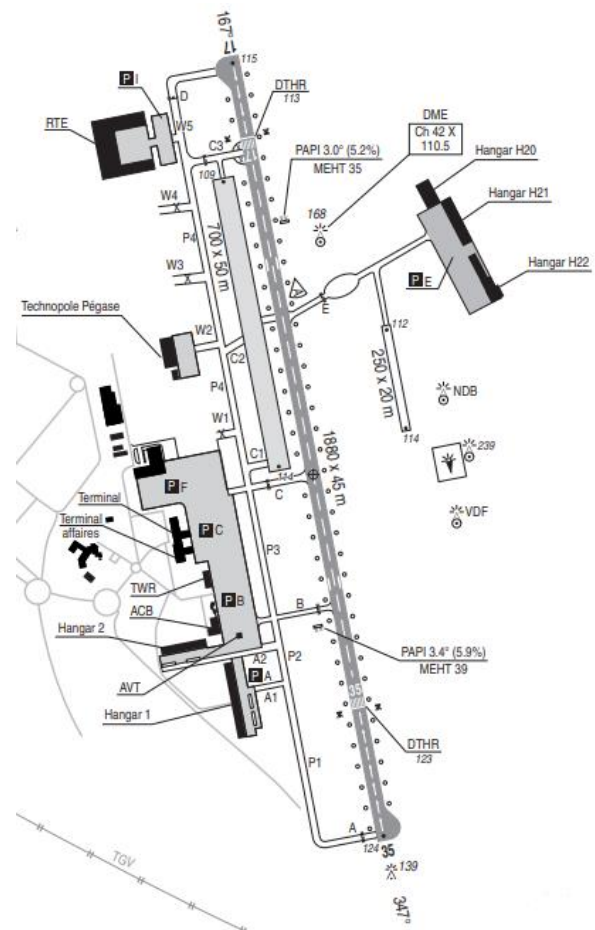 167°
17
115
DTHR
113
P I
D
RTE
W5
C3
17
PAPI 3.0° (5.2%)
MEHT 35
DME
Ch 42 X
110.5
Hangar H20
Hangar H21
Hangar H22
P E
109
W4
P4
168
700 x 50 m
W3
E
Technopole Pégase
W2
C2
112
250 x 20 m
P4
NDB
W1
1880 x 45 m
114
239
C1
114
P F
C
VDF
Terminal
Terminal
affaires
P C
P3
TWR
ACB
P B
B
Hangar 2
PAPI 3.4° (5.9%)
MEHT 39
A2
P2
AVT
P A
A1
35
Hangar 1
DTHR
123
P1
A
124
35
TGV
139
347°